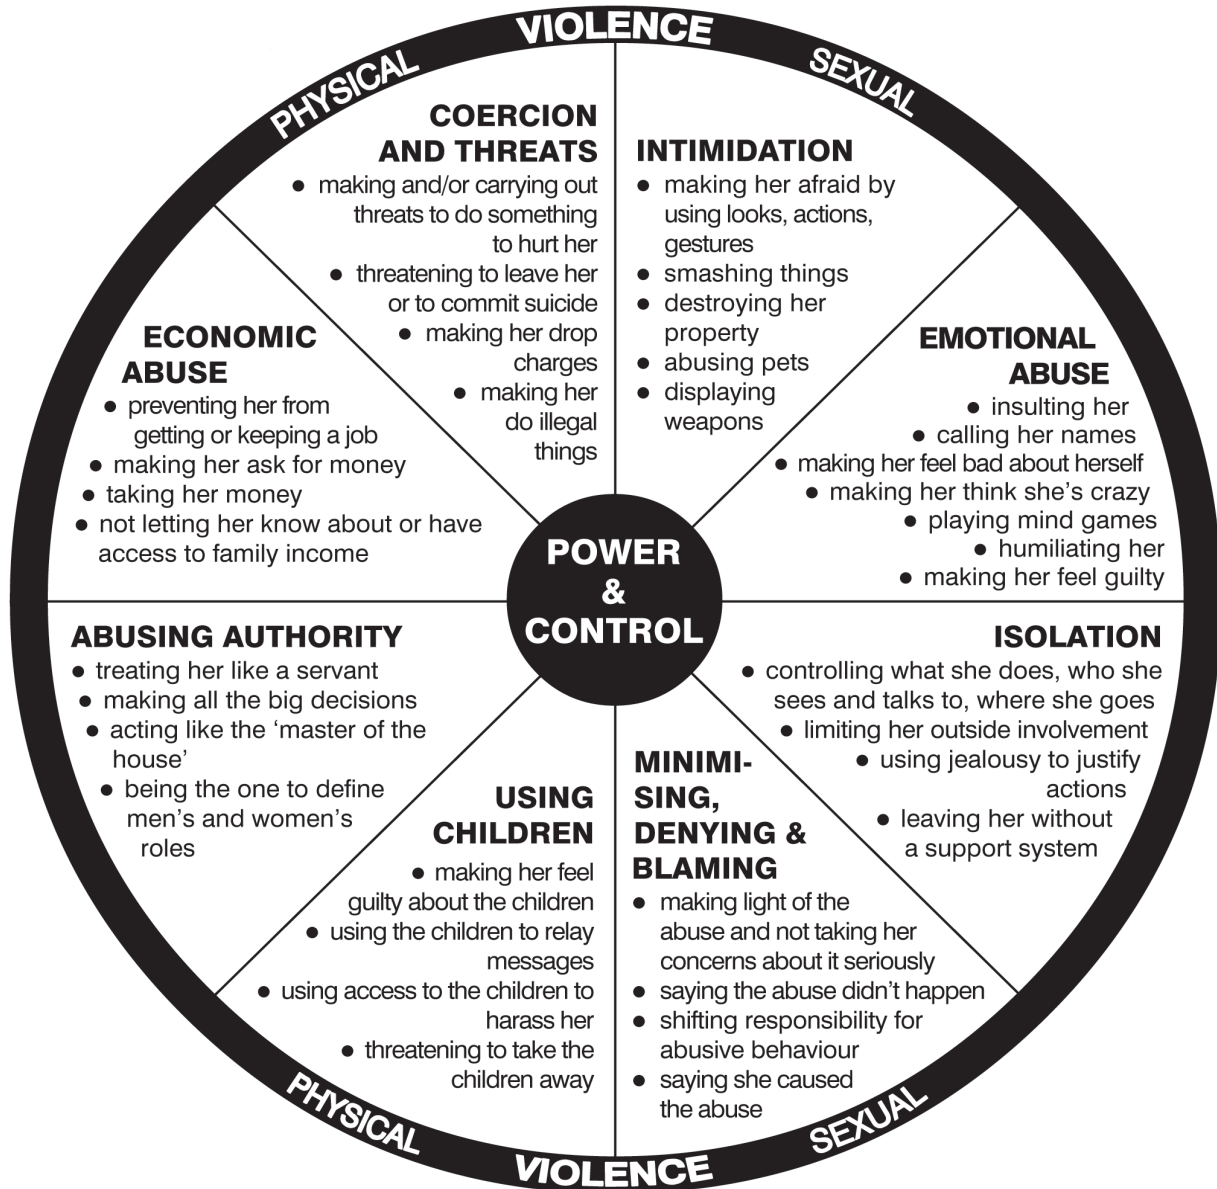 PHYSICAL
VIOLENCE
SEXUAL
COERCION
AND THREATS
● making and/or carrying out
threats to do something
to hurt her
● threatening to leave her
or to commit suicide
● making her drop
charges
● making her
do illegal
things
INTIMIDATION
● making her afraid by
using looks, actions,
gestures
● smashing things
● destroying her
property
● abusing pets
● displaying
weapons
ECONOMIC
ABUSE
● preventing her from
getting or keeping a job
● making her ask for money
● taking her money
● not letting her know about or have
access to family income
EMOTIONAL
ABUSE
● insulting her
● calling her names
● making her feel bad about herself
● making her think she’s crazy
● playing mind games
● humiliating her
● making her feel guilty
POWER
&
CONTROL
ABUSING AUTHORITY
● treating her like a servant
● making all the big decisions
● acting like the ‘master of the
house’
● being the one to define
men’s and women’s
roles
ISOLATION
● controlling what she does, who she
sees and talks to, where she goes
● limiting her outside involvement
● using jealousy to justify
actions
● leaving her without
a support system
USING
CHILDREN
● making her feel
guilty about the children
● using the children to relay
messages
● using access to the children to
harass her
● threatening to take the
children away
MINIMI-
SING,
DENYING &
BLAMING
● making light of the
abuse and not taking her
concerns about it seriously
● saying the abuse didn’t happen
● shifting responsibility for
abusive behaviour
● saying she caused
the abuse
PHYSICAL
VIOLENCE
SEXUAL